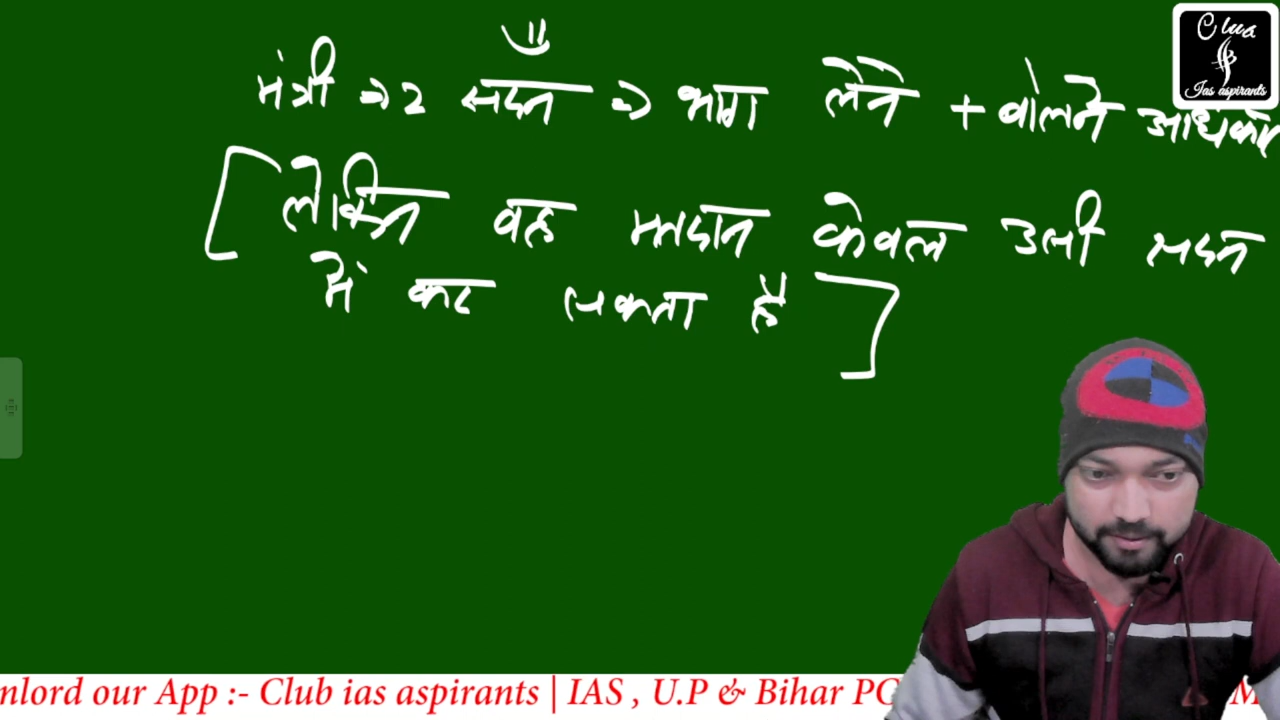 Club
Ias aspirants
मंत्री ⇒ 2 सदन ⇒ भाग लेने + बोलने अधिकार
[ लेकिन वह मतदान केवल उसी सदन
में कर सकता है ]
nlord our App :- Club ias aspirants | IAS , U.P & Bihar PC